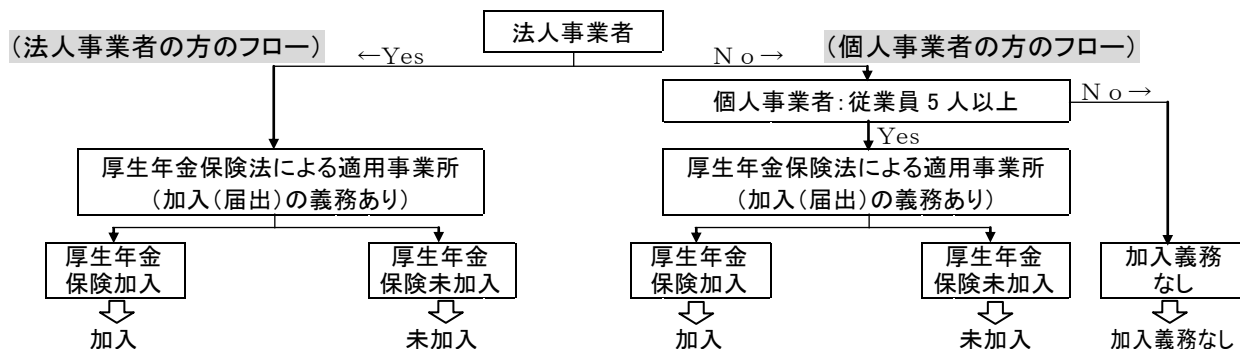 法人事業者
(法人事業者の方のフロー)
←Yes
No→
(個人事業者の方のフロー)
個人事業者:従業員5人以上
No→
Yes
厚生年金保険法による適用事業所
(加入(届出)の義務あり)
厚生年金保険法による適用事業所
(加入(届出)の義務あり)
厚生年金
保険加入
厚生年金
保険未加入
厚生年金
保険加入
厚生年金
保険未加入
加入義務
なし
加入
未加入
加入
未加入
加入義務なし